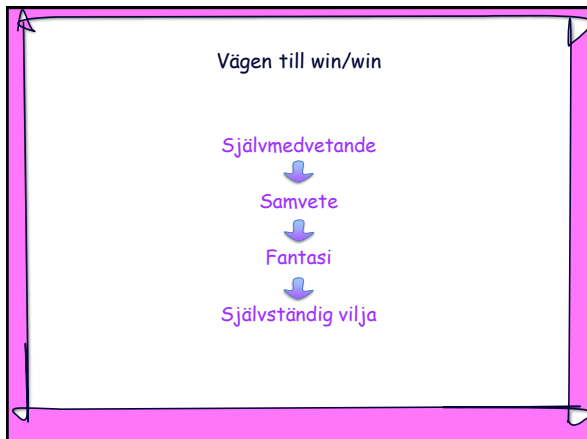 Vägen till win/win
Självmedvetande
Samvete
Fantasi
Självständig vilja